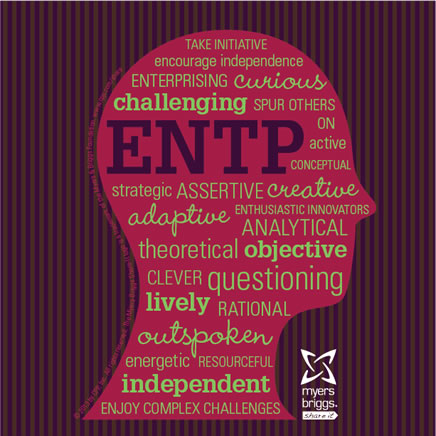 TAKE INITIATIVE
encourage independence
ENTERPRISING curious
challenging SPUR OTHERS
ENTP ON
active
CONCEPTUAL
strategic ASSERTIVE creative
adaptive ENTHUSIASTIC INNOVATORS
ANALYTICAL
theoretical objective
CLEVER questioning
lively RATIONAL
outspoken
energetic RESOURCEFUL
independent
ENJOY COMPLEX CHALLENGES
myers
briggs.
share it